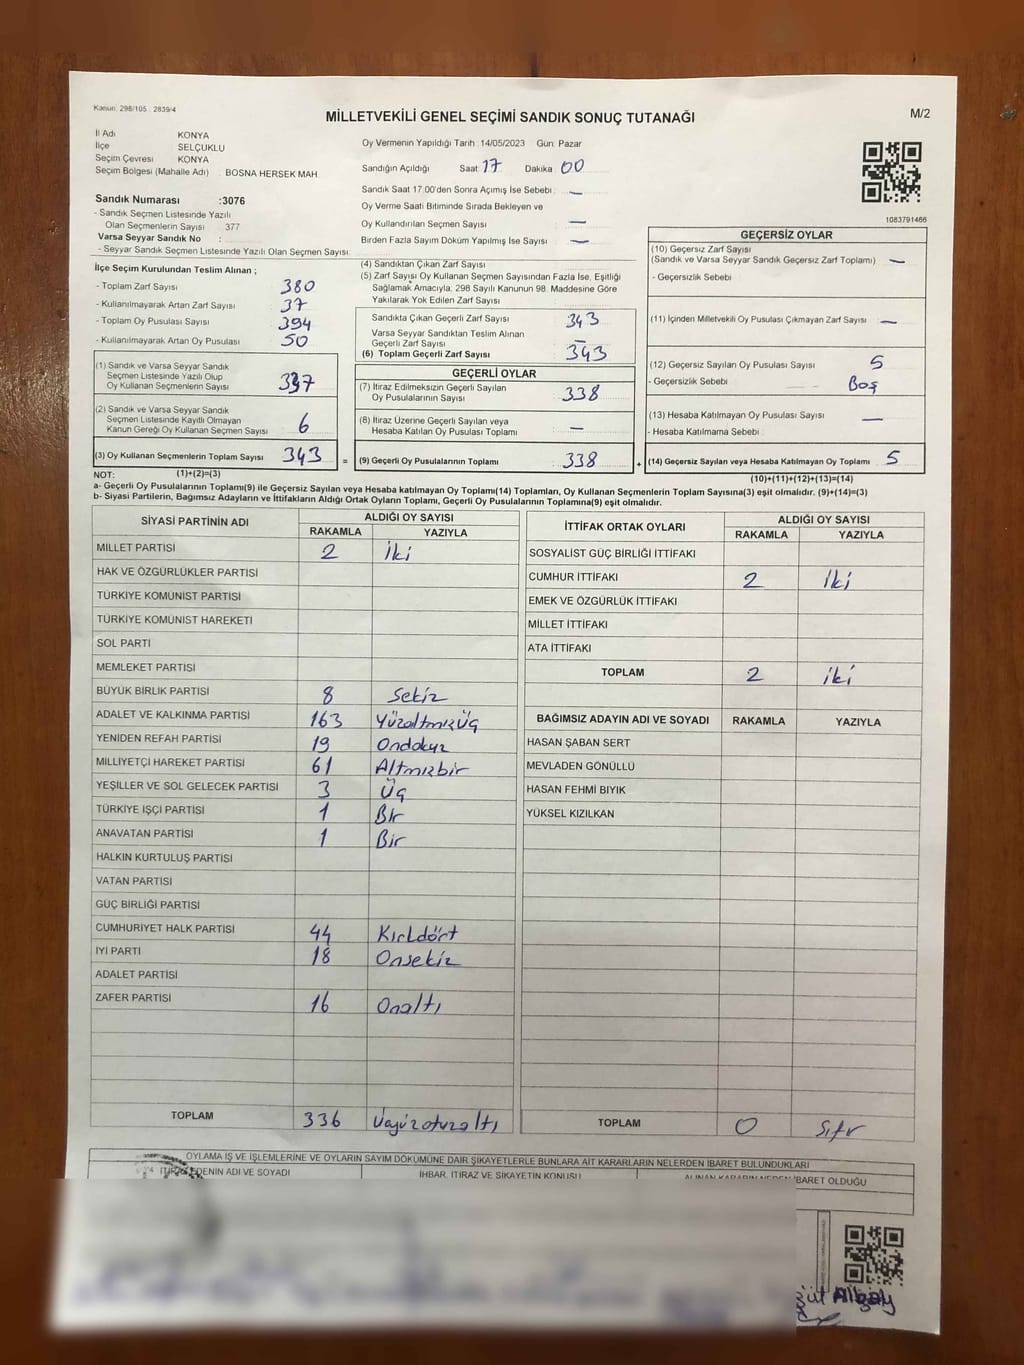 Kanun: 298/105 . 2839/4
MİLLETVEKİLİ GENEL SEÇİMİ SANDIK SONUÇ TUTANAĞI
M/2
İl Adı KONYA
İlçe SELÇUKLU
Seçim Çevresi KONYA
Seçim Bölgesi (Mahalle Adı) : BOSNA HERSEK MAH.
Sandık Numarası :3076
- Sandık Seçmen Listesinde Yazılı
Olan Seçmenlerin Sayısı : 377
Varsa Seyyar Sandık No :
- Seyyar Sandık Seçmen Listesinde Yazılı Olan Seçmen Sayısı:
Oy Vermenin Yapıldığı Tarih: 14/05/2023 Gün: Pazar
Sandığın Açıldığı Saat 17 Dakika 00
Sandık Saat 17.00'den Sonra Açımış İse Sebebi : —
Oy Verme Saati Bitiminde Sırada Bekleyen ve
Oy Kullandırılan Seçmen Sayısı —
Birden Fazla Sayım Döküm Yapılmış İse Sayısı : —
1083791466
İlçe Seçim Kurulundan Teslim Alınan ;
- Toplam Zarf Sayısı : 380
- Kullanılmayarak Artan Zarf Sayısı : 37
- Toplam Oy Pusulası Sayısı : 394
- Kullanılmayarak Artan Oy Pusulası : 50
(1) Sandık ve Varsa Seyyar Sandık
Seçmen Listesinde Yazılı Olup
Oy Kullanan Seçmenlerin Sayısı : 337
(2) Sandık ve Varsa Seyyar Sandık
Seçmen Listesinde Kayıtlı Olmayan
Kanun Gereği Oy Kullanan Seçmen Sayısı : 6
(3) Oy Kullanan Seçmenlerin Toplam Sayısı : 343
(4) Sandıktan Çıkan Zarf Sayısı :
(5) Zarf Sayısı Oy Kullanan Seçmen Sayısından Fazla İse, Eşitliği
Sağlamak Amacıyla; 298 Sayılı Kanunun 98. Maddesine Göre
Yakılarak Yok Edilen Zarf Sayısı :
Sandıkta Çıkan Geçerli Zarf Sayısı : 343
Varsa Seyyar Sandıktan Teslim Alınan
Geçerli Zarf Sayısı : —
(6) Toplam Geçerli Zarf Sayısı : 343
GEÇERLİ OYLAR
(7) İtiraz Edilmeksizin Geçerli Sayılan
Oy Pusulalarının Sayısı : 338
(8) İtiraz Üzerine Geçerli Sayılan veya
Hesaba Katılan Oy Pusulası Toplamı : —
= (9) Geçerli Oy Pusulalarının Toplamı : 338
GEÇERSİZ OYLAR
(10) Geçersiz Zarf Sayısı
(Sandık ve Varsa Seyyar Sandık Geçersiz Zarf Toplamı) : —
- Geçersizlik Sebebi :
(11) İçinden Milletvekili Oy Pusulası Çıkmayan Zarf Sayısı : —
(12) Geçersiz Sayılan Oy Pusulası Sayısı : 5
- Geçersizlik Sebebi : Boş
(13) Hesaba Katılmayan Oy Pusulası Sayısı : —
- Hesaba Katılmama Sebebi :
+ (14) Geçersiz Sayılan veya Hesaba Katılmayan Oy Toplamı : 5
NOT: (1)+(2)=(3)
(10)+(11)+(12)+(13)=(14)
a- Geçerli Oy Pusulaları(9) ile Geçersiz Sayılan veya Hesaba katılmayan Oy Toplamı(14) Toplamları, Oy Kullanan Seçmenlerin Toplam Sayısına(3) eşit olmalıdır. (9)+(14)=(3)
b- Siyasi Partilerin, Bağımsız Adayların ve İttifakların Aldığı Ortak Oyların Toplamı, Geçerli Oy Pusulalarının Toplamına(9) eşit olmalıdır.
SİYASİ PARTİNİN ADI ALDIĞI OY SAYISI
RAKAMLA YAZIYLA
MİLLET PARTİSİ 2 İki
HAK VE ÖZGÜRLÜKLER PARTİSİ
TÜRKİYE KOMÜNİST PARTİSİ
TÜRKİYE KOMÜNİST HAREKETİ
SOL PARTİ
MEMLEKET PARTİSİ
BÜYÜK BİRLİK PARTİSİ 8 Sekiz
ADALET VE KALKINMA PARTİSİ 163 YüzaltmışÜç
YENİDEN REFAH PARTİSİ 19 Ondokuz
MİLLİYETÇİ HAREKET PARTİSİ 61 Altmışbir
YEŞİLLER VE SOL GELECEK PARTİSİ 3 Üç
TÜRKİYE İŞÇİ PARTİSİ 1 Bir
ANAVATAN PARTİSİ 1 Bir
HALKIN KURTULUŞ PARTİSİ
VATAN PARTİSİ
GÜÇ BİRLİĞİ PARTİSİ
CUMHURİYET HALK PARTİSİ 44 Kırkdört
İYİ PARTİ 18 Onsekiz
ADALET PARTİSİ
ZAFER PARTİSİ 16 Onaltı
TOPLAM 336 Üçyüzotuzaltı
İTTİFAK ORTAK OYLARI ALDIĞI OY SAYISI
RAKAMLA YAZIYLA
SOSYALİST GÜÇ BİRLİĞİ İTTİFAKI
CUMHUR İTTİFAKI 2 İki
EMEK VE ÖZGÜRLÜK İTTİFAKI
MİLLET İTTİFAKI
ATA İTTİFAKI
TOPLAM 2 İki
BAĞIMSIZ ADAYIN ADI VE SOYADI RAKAMLA YAZIYLA
HASAN ŞABAN SERT
MEVLADEN GÖNÜLLÜ
HASAN FEHMİ BIYIK
YÜKSEL KIZILKAN
TOPLAM 0 Sıfır
OYLAMA İŞ VE İŞLEMLERİNE VE OYLARIN SAYIM DÖKÜMÜNE DAİR ŞİKAYETLERLE BUNLARA AİT KARARLARIN NELERDEN İBARET BULUNDUKLARI
İTİRAZ EDENİN ADI VE SOYADI
İHBAR, İTİRAZ VE ŞİKAYETİN KONUSU
ALINAN KARARIN NEDEN İBARET OLDUĞU
Albay